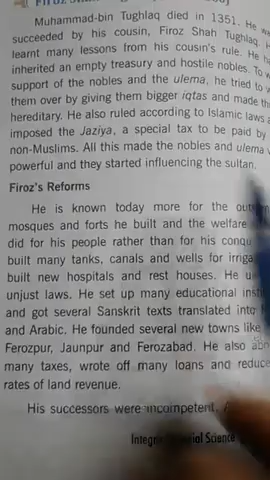 Muhammad-bin Tughlaq died in 1351. He
succeeded by his cousin, Firoz Shah Tughlaq.
learnt many lessons from his cousin's rule. He
inherited an empty treasury and hostile nobles. To
support of the nobles and the ulema, he tried to
them over by giving them bigger iqtas and made
hereditary. He also ruled according to Islamic laws
imposed the Jaziya, a special tax to be paid by
non-Muslims. All this made the nobles and ulema
powerful and they started influencing the sultan.
Firoz's Reforms
He is known today more for the
mosques and forts he built and the welfare
did for his people rather than for his
built many tanks, canals and wells for
built new hospitals and rest houses. He
unjust laws. He set up many educational
and got several Sanskrit texts translated into
and Arabic. He founded several new towns like
Ferozpur, Jaunpur and Ferozabad. He also
many taxes, wrote off many loans and
rates of land revenue.
His successors were incompetent.
Science